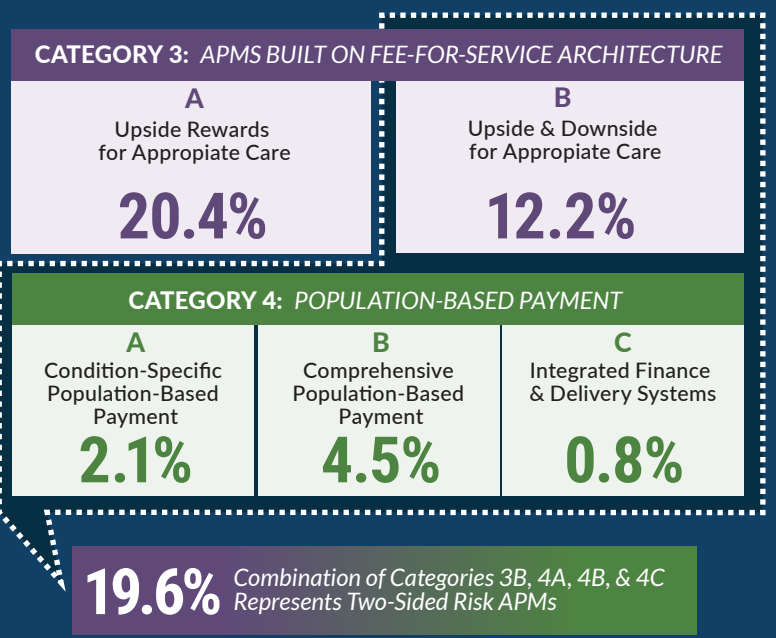 CATEGORY 3: APMS BUILT ON FEE-FOR-SERVICE ARCHITECTURE
A
Upside Rewards
for Appropiate Care
20.4%
B
Upside & Downside
for Appropiate Care
12.2%
CATEGORY 4: POPULATION-BASED PAYMENT
A
Condition-Specific
Population-Based
Payment
2.1%
B
Comprehensive
Population-Based
Payment
4.5%
C
Integrated Finance
& Delivery Systems
0.8%
19.6%
Combination of Categories 3B, 4A, 4B, & 4C
Represents Two-Sided Risk APMs